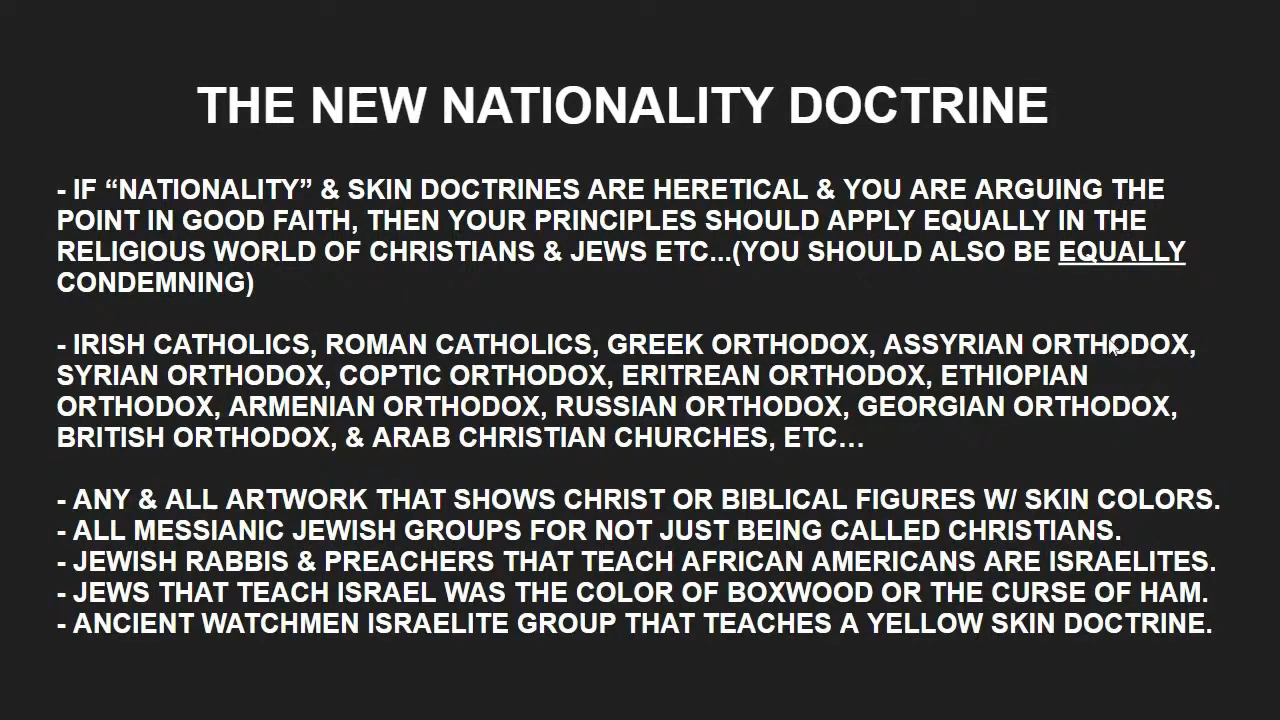 THE NEW NATIONALITY DOCTRINE
- IF “NATIONALITY” & SKIN DOCTRINES ARE HERETICAL & YOU ARE ARGUING THE
POINT IN GOOD FAITH, THEN YOUR PRINCIPLES SHOULD APPLY EQUALLY IN THE
RELIGIOUS WORLD OF CHRISTIANS & JEWS ETC...(YOU SHOULD ALSO BE EQUALLY
CONDEMNING)
- IRISH CATHOLICS, ROMAN CATHOLICS, GREEK ORTHODOX, ASSYRIAN ORTHODOX,
SYRIAN ORTHODOX, COPTIC ORTHODOX, ERITREAN ORTHODOX, ETHIOPIAN
ORTHODOX, ARMENIAN ORTHODOX, RUSSIAN ORTHODOX, GEORGIAN ORTHODOX,
BRITISH ORTHODOX, & ARAB CHRISTIAN CHURCHES, ETC…
- ANY & ALL ARTWORK THAT SHOWS CHRIST OR BIBLICAL FIGURES W/ SKIN COLORS.
- ALL MESSIANIC JEWISH GROUPS FOR NOT JUST BEING CALLED CHRISTIANS.
- JEWISH RABBIS & PREACHERS THAT TEACH AFRICAN AMERICANS ARE ISRAELITES.
- JEWS THAT TEACH ISRAEL WAS THE COLOR OF BOXWOOD OR THE CURSE OF HAM.
- ANCIENT WATCHMEN ISRAELITE GROUP THAT TEACHES A YELLOW SKIN DOCTRINE.